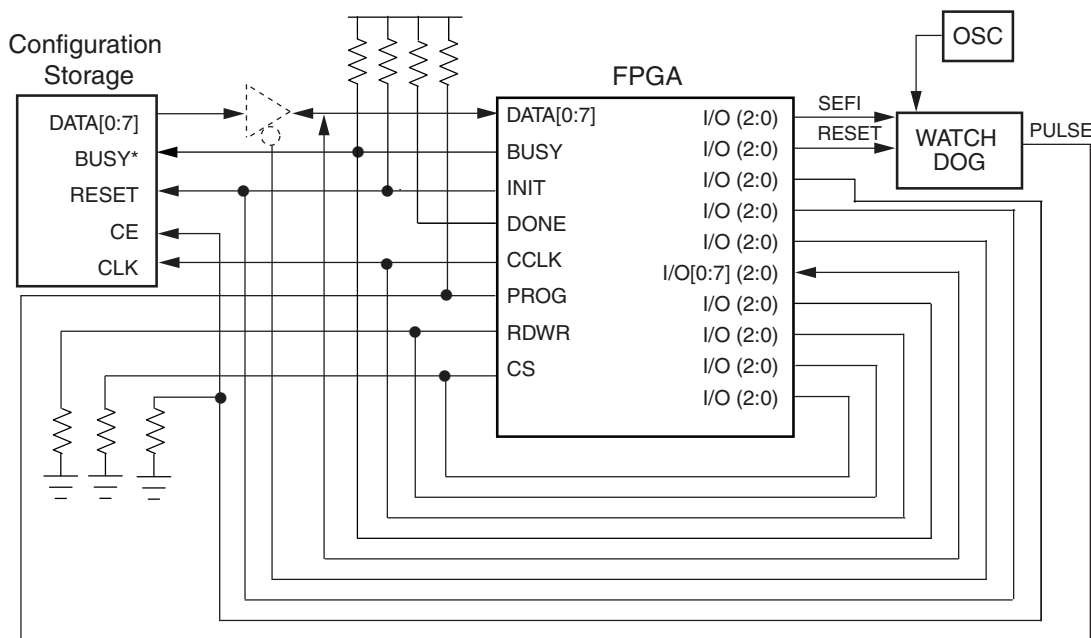 Configuration
Storage
DATA[0:7]
BUSY*
RESET
CE
CLK
FPGA
DATA[0:7]
BUSY
INIT
DONE
CCLK
PROG
RDWR
CS
I/O (2:0)
I/O (2:0)
I/O (2:0)
I/O (2:0)
I/O (2:0)
I/O[0:7] (2:0)
I/O (2:0)
I/O (2:0)
I/O (2:0)
I/O (2:0)
SEFI
RESET
OSC
WATCH
DOG
PULSE